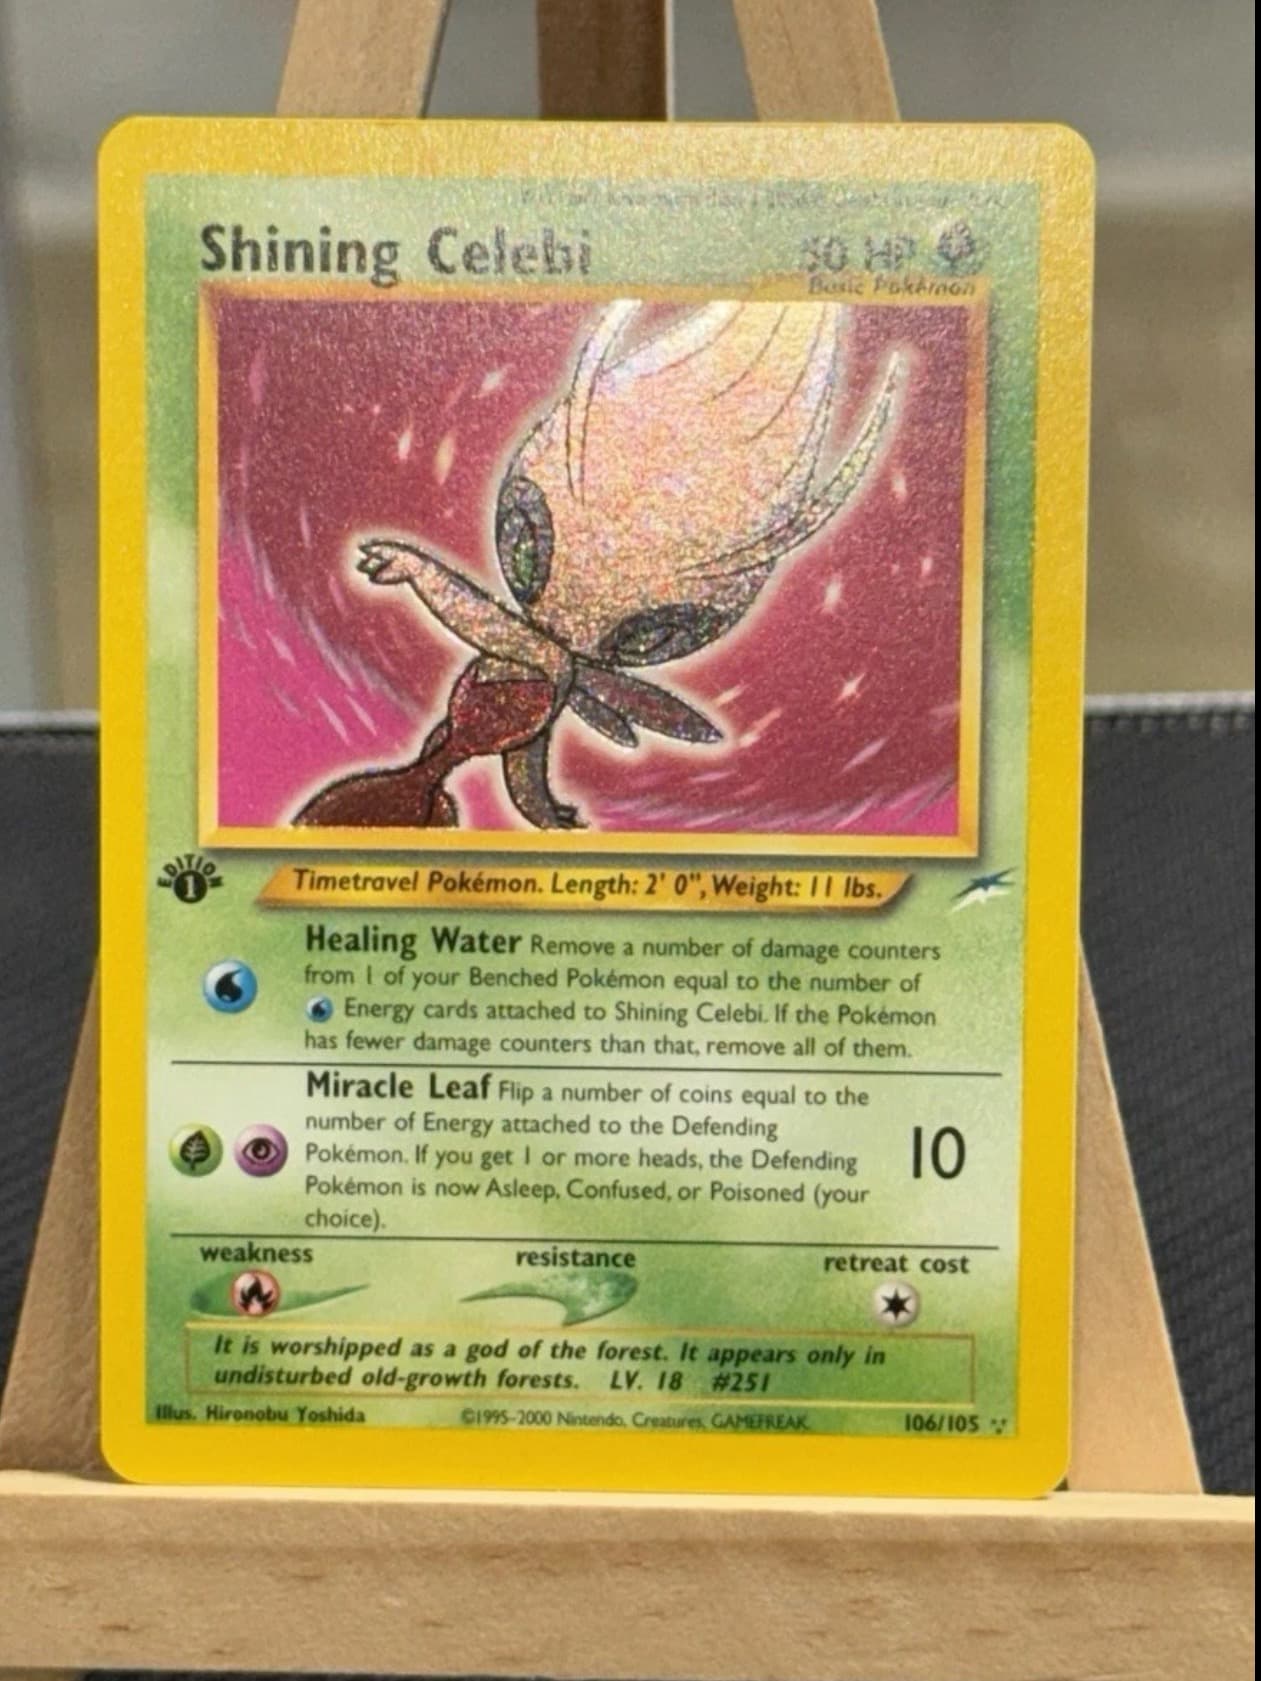 Shining Celebi
50 HP
Basic Pokémon
EDITION
1
Timetravel Pokémon. Length: 2' 0", Weight: 11 lbs.
Healing Water Remove a number of damage counters
from 1 of your Benched Pokémon equal to the number of
Energy cards attached to Shining Celebi. If the Pokémon
has fewer damage counters than that, remove all of them.
Miracle Leaf Flip a number of coins equal to the
number of Energy attached to the Defending
Pokémon. If you get 1 or more heads, the Defending
Pokémon is now Asleep, Confused, or Poisoned (your
choice).
10
weakness
resistance
retreat cost
It is worshipped as a god of the forest. It appears only in
undisturbed old-growth forests. LV. 18 #251
Illus. Hironobu Yoshida
©1995-2000 Nintendo, Creatures, GAMEFREAK
106/105